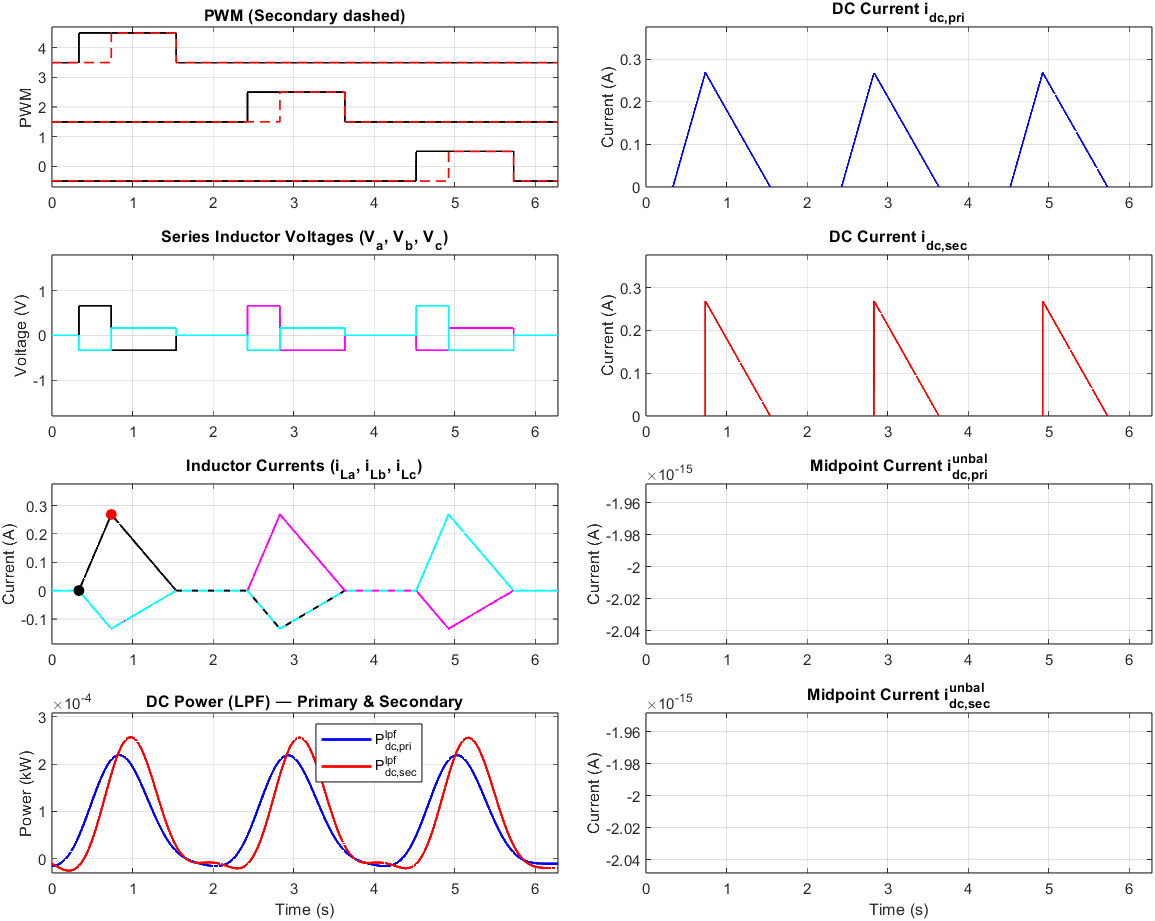 PWM (Secondary dashed)
PWM
4
3
2
1
0
0 1 2 3 4 5 6
DC Current i_dc,pri
Current (A)
0.3
0.2
0.1
0
0 1 2 3 4 5 6
Series Inductor Voltages (V_a, V_b, V_c)
Voltage (V)
1
0
-1
0 1 2 3 4 5 6
DC Current i_dc,sec
Current (A)
0.3
0.2
0.1
0
0 1 2 3 4 5 6
Inductor Currents (i_La, i_Lb, i_Lc)
Current (A)
0.3
0.2
0.1
0
-0.1
0 1 2 3 4 5 6
Midpoint Current i_dc,pri^unbal
×10^-15
Current (A)
-1.96
-1.98
-2
-2.02
-2.04
0 1 2 3 4 5 6
DC Power (LPF) — Primary & Secondary
×10^-4
Power (kW)
3
2
1
0
P_dc,pri^lpf
P_dc,sec^lpf
0 1 2 3 4 5 6
Time (s)
Midpoint Current i_dc,sec^unbal
×10^-15
Current (A)
-1.96
-1.98
-2
-2.02
-2.04
0 1 2 3 4 5 6
Time (s)